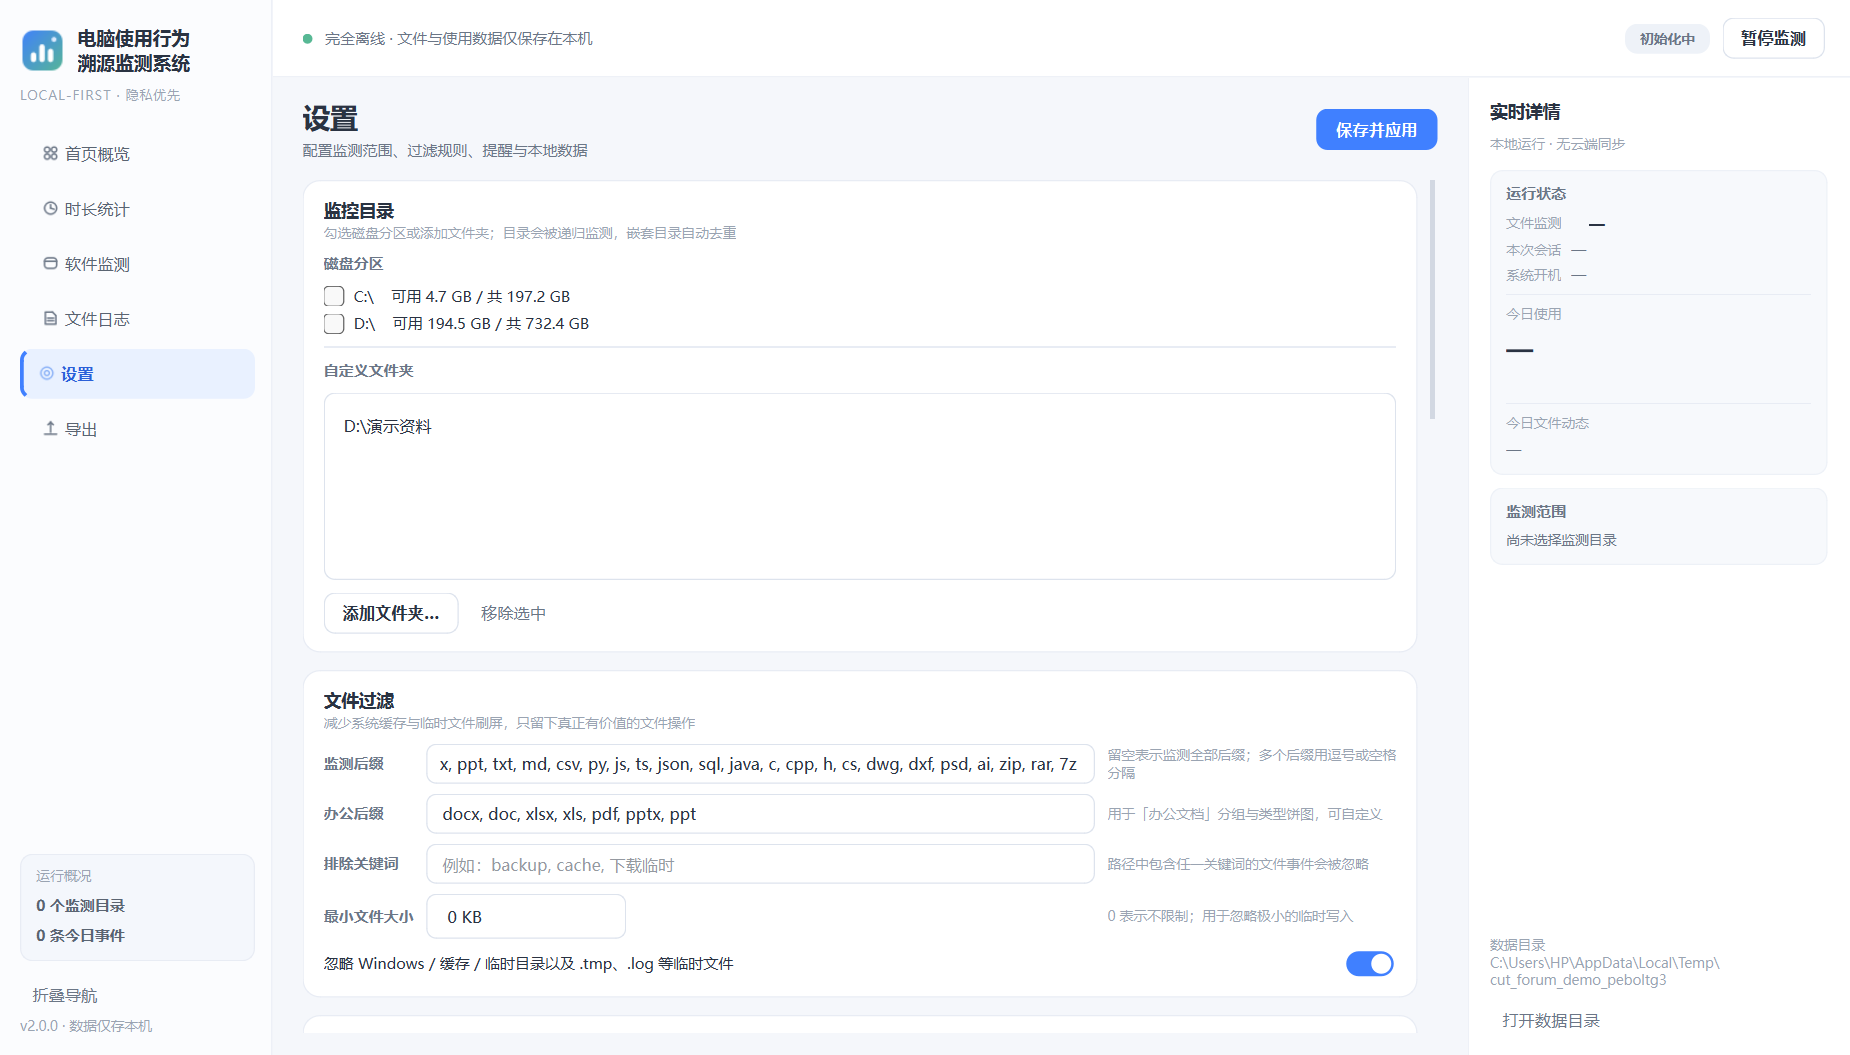 电脑使用行为
溯源监测系统
LOCAL-FIRST · 隐私优先
首页概览
时长统计
软件监测
文件日志
设置
导出
运行概况
0 个监测目录
0 条今日事件
折叠导航
v2.0.0 · 数据仅存本机
完全离线 · 文件与使用数据仅保存在本机
初始化中
暂停监测
设置
配置监测范围、过滤规则、提醒与本地数据
保存并应用
监控目录
勾选磁盘分区或添加文件夹；目录会被递归监测，嵌套目录自动去重
磁盘分区
C:\ 可用 4.7 GB / 共 197.2 GB
D:\ 可用 194.5 GB / 共 732.4 GB
自定义文件夹
D:\演示资料
添加文件夹...
移除选中
文件过滤
减少系统缓存与临时文件刷屏，只留下真正有价值的文件操作
监测后缀
x, ppt, txt, md, csv, py, js, ts, json, sql, java, c, cpp, h, cs, dwg, dxf, psd, ai, zip, rar, 7z
留空表示监测全部后缀；多个后缀用逗号或空格
分隔
办公后缀
docx, doc, xlsx, xls, pdf, pptx, ppt
用于「办公文档」分组与类型饼图，可自定义
排除关键词
例如：backup, cache, 下载临时
路径中包含任一关键词的文件事件会被忽略
最小文件大小
0 KB
0 表示不限制；用于忽略极小的临时写入
忽略 Windows / 缓存 / 临时目录以及 .tmp、.log 等临时文件
实时详情
本地运行 · 无云端同步
运行状态
文件监测 —
本次会话 —
系统开机 —
今日使用
—
今日文件动态
—
监测范围
尚未选择监测目录
数据目录
C:\Users\HP\AppData\Local\Temp\
cut_forum_demo_peboltg3
打开数据目录